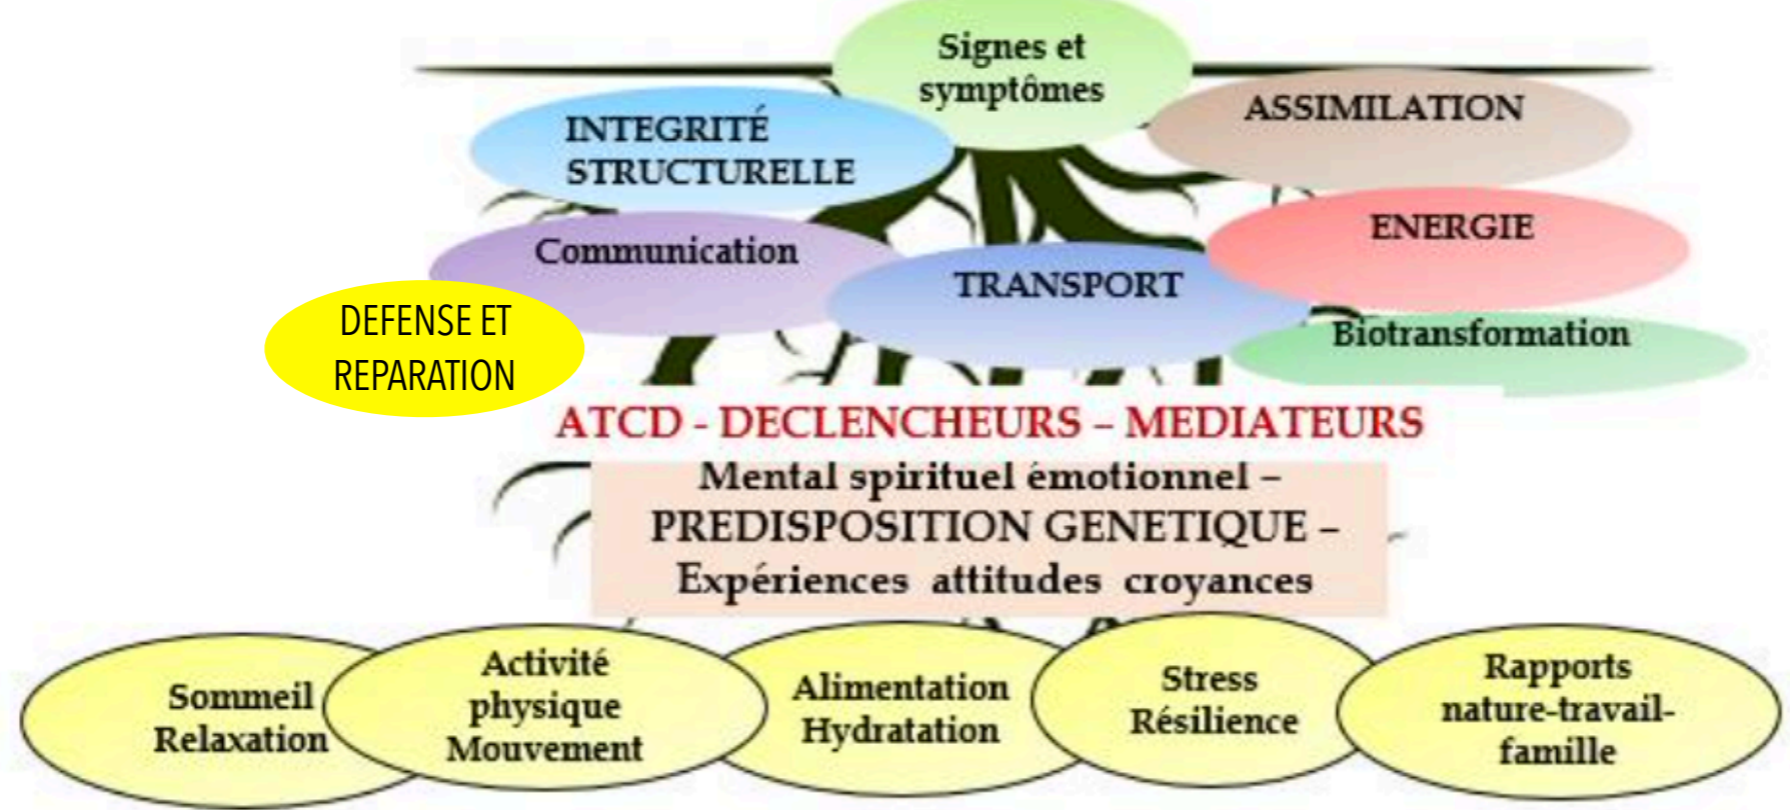 Signes et
symptômes
INTEGRITÉ
STRUCTURELLE
ASSIMILATION
Communication
ENERGIE
TRANSPORT
DEFENSE ET
REPARATION
Biotransformation
ATCD - DECLENCHEURS – MEDIATEURS
Mental spirituel émotionnel –
PREDISPOSITION GENETIQUE –
Expériences attitudes croyances
Sommeil
Relaxation
Activité
physique
Mouvement
Alimentation
Hydratation
Stress
Résilience
Rapports
nature-travail-
famille